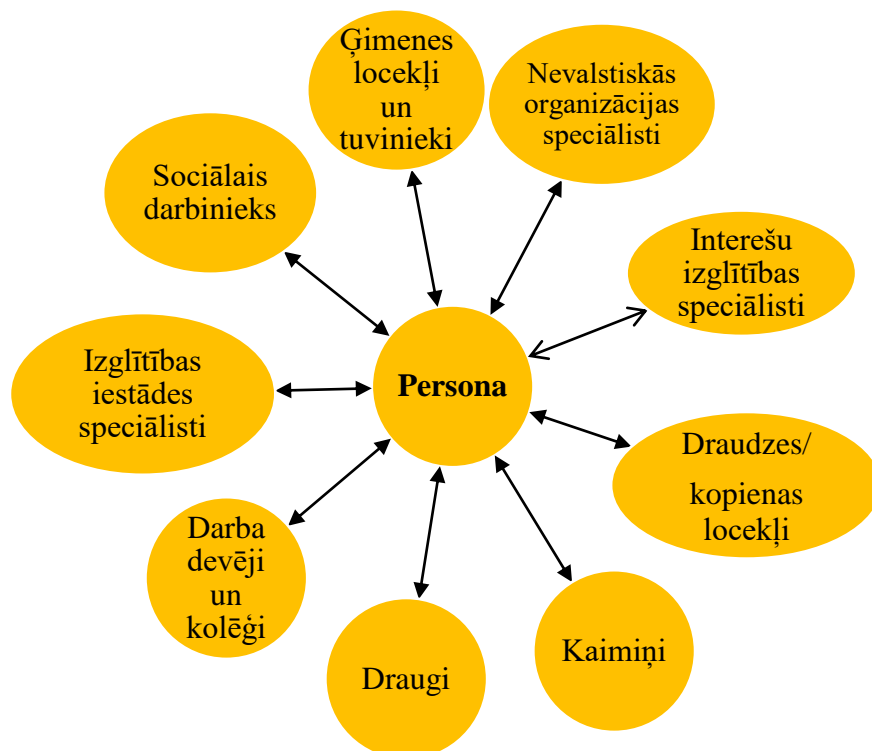 Ģimenes
locekļi
un
tuvinieki
Nevalstiskās
organizācijas
speciālisti
Sociālais
darbinieks
Interešu
izglītības
speciālisti
Izglītības
iestādes
speciālisti
Persona
Draudzes/
kopienas
locekļi
Darba
devēji
un
kolēģi
Draugi
Kaimiņi